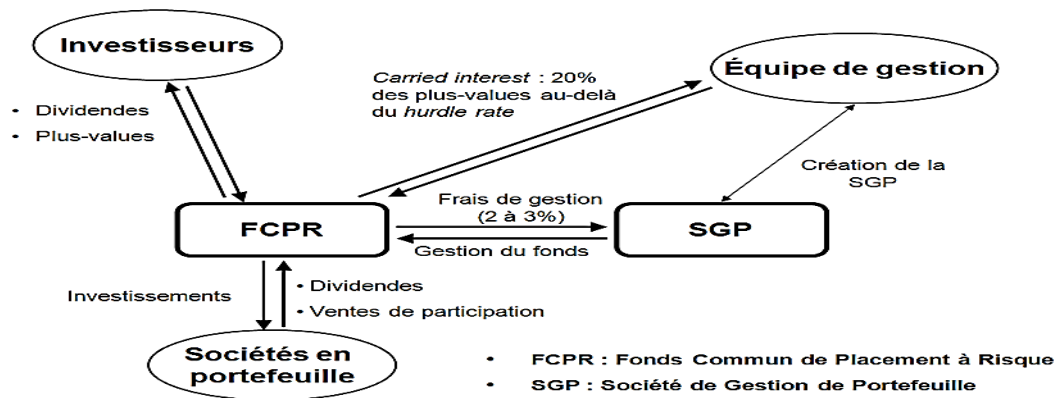 Investisseurs
• Dividendes
• Plus-values
Carried interest : 20%
des plus-values au-delà
du hurdle rate
Équipe de gestion
Création de la
SGP
FCPR
Frais de gestion
(2 à 3%)
Gestion du fonds
SGP
Investissements
• Dividendes
• Ventes de participation
Sociétés en
portefeuille
• FCPR : Fonds Commun de Placement à Risque
• SGP : Société de Gestion de Portefeuille